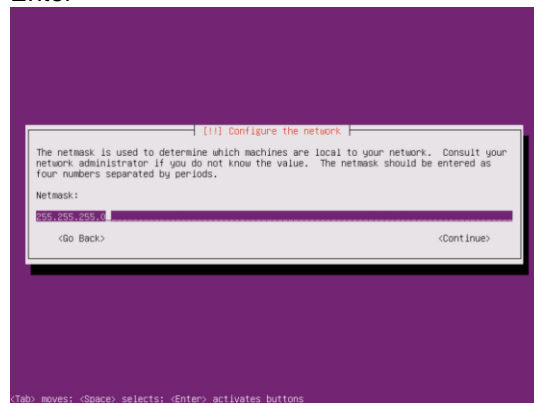 Enter
[!!] Configure the network
The netmask is used to determine which machines are local to your network. Consult your
network administrator if you do not know the value. The netmask should be entered as
four numbers separated by periods.
Netmask:
255.255.255.0
<Go Back> <Continue>
<Tab> moves; <Space> selects; <Enter> activates buttons